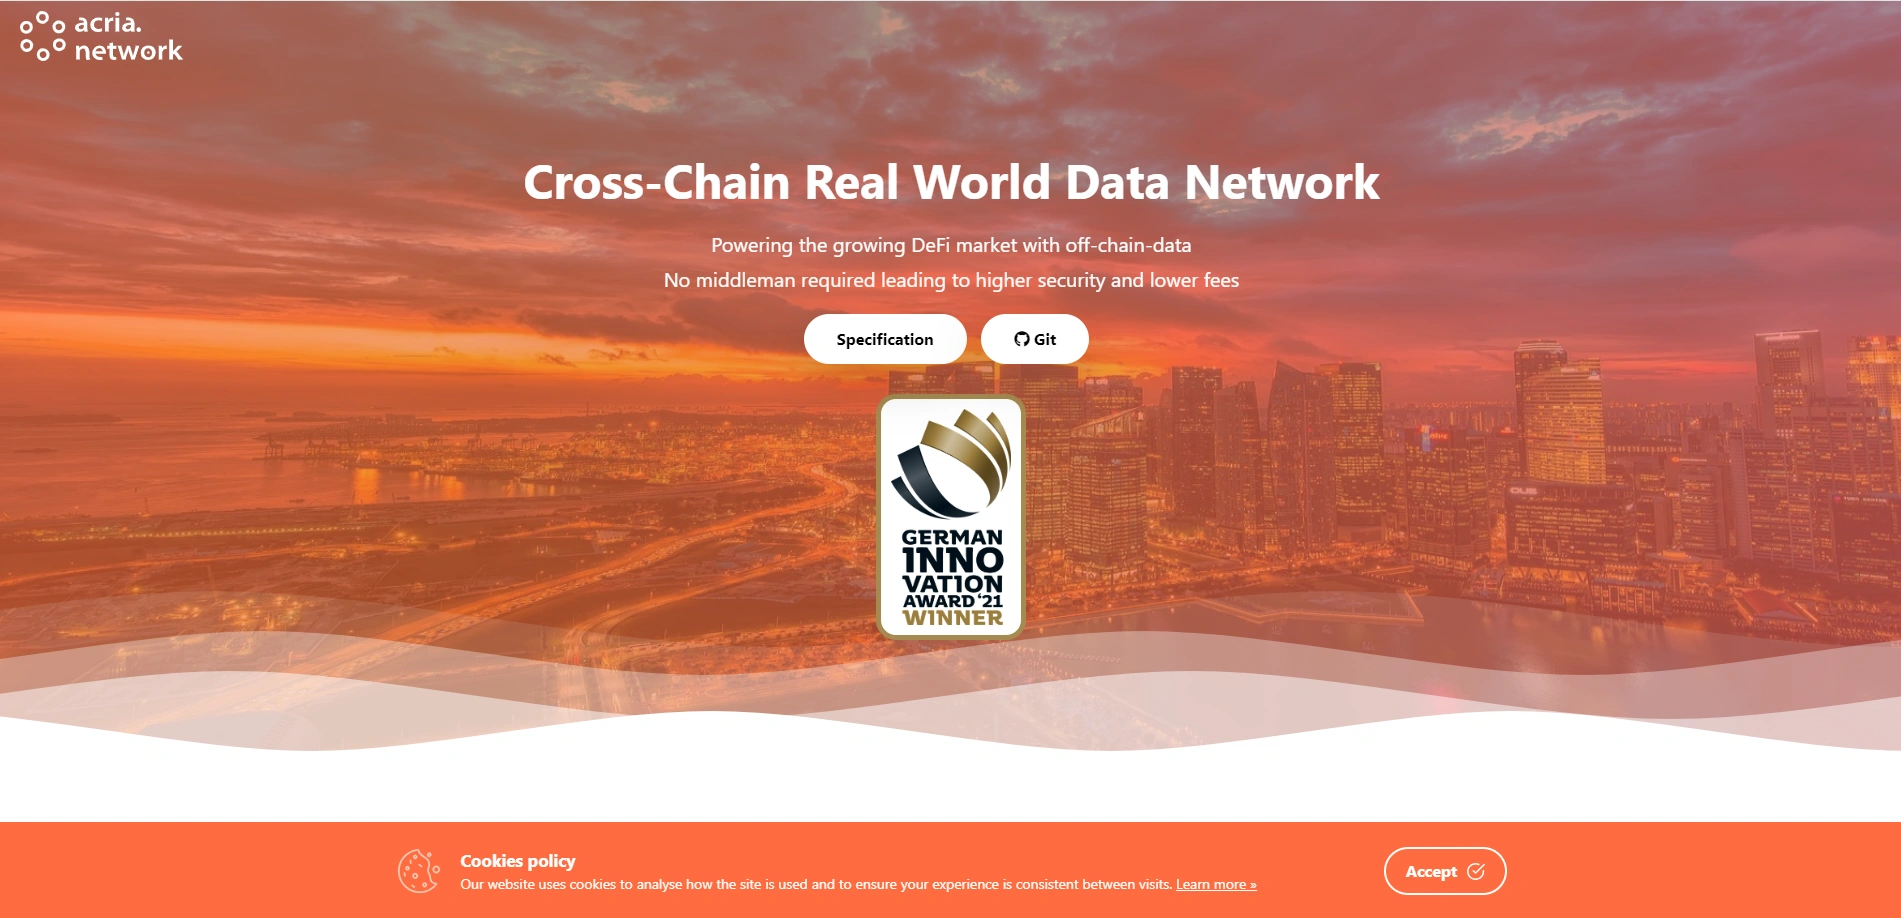 acria.
network
Cross-Chain Real World Data Network
Powering the growing DeFi market with off-chain-data
No middleman required leading to higher security and lower fees
Specification
Git
GERMAN
INNO
VATION
AWARD '21
WINNER
Cookies policy
Our website uses cookies to analyse how the site is used and to ensure your experience is consistent between visits. Learn more »
Accept